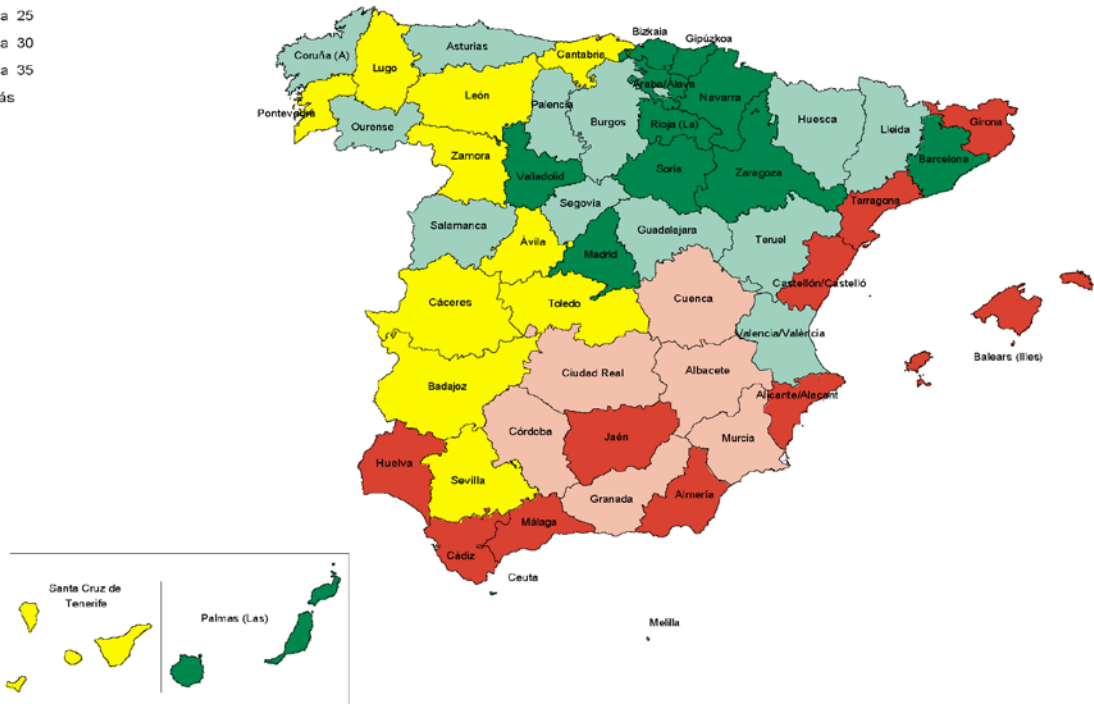 a 25
a 30
a 35
ás
Bizkaia
Gipúzkoa
Coruña (A)
Asturias
Cantabria
Lugo
Araba/Álava
León
Navarra
Palencia
Pontevedra
Burgos
Rioja (La)
Huesca
Girona
Ourense
Lleida
Zamora
Barcelona
Valladolid
Soria
Zaragoza
Segovia
Tarragona
Salamanca
Guadalajara
Ávila
Teruel
Madrid
Castellón/Castelló
Cáceres
Toledo
Cuenca
Valencia/València
Balears (Illes)
Ciudad Real
Albacete
Badajoz
Alicante/Alacant
Córdoba
Jaén
Murcia
Huelva
Sevilla
Granada
Almería
Málaga
Cádiz
Ceuta
Santa Cruz de
Tenerife
Palmas (Las)
Melilla